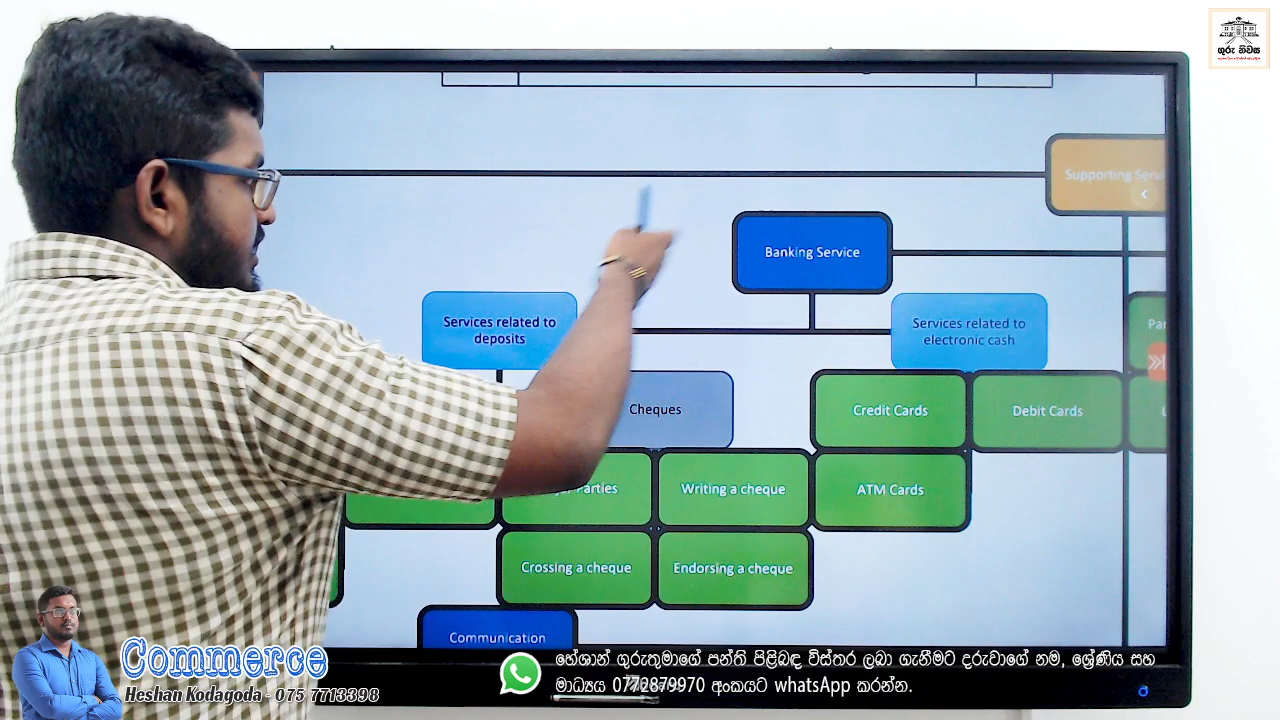 ගුරු නිවස
Supporting
Banking Service
Services related to
deposits
Services related to
electronic cash
Cheques
Credit Cards
Debit Cards
Parties
Writing a cheque
ATM Cards
Crossing a cheque
Endorsing a cheque
Communication
Commerce
Heshan Kodagoda - 075 7713398
හේශාන් ගුරුතුමාගේ පන්ති පිළිබඳ විස්තර ලබා ගැනීමට දරුවාගේ නම, ශ්‍රේණිය සහ
මාධ්‍යය 0772879970 අංකයට whatsApp කරන්න.